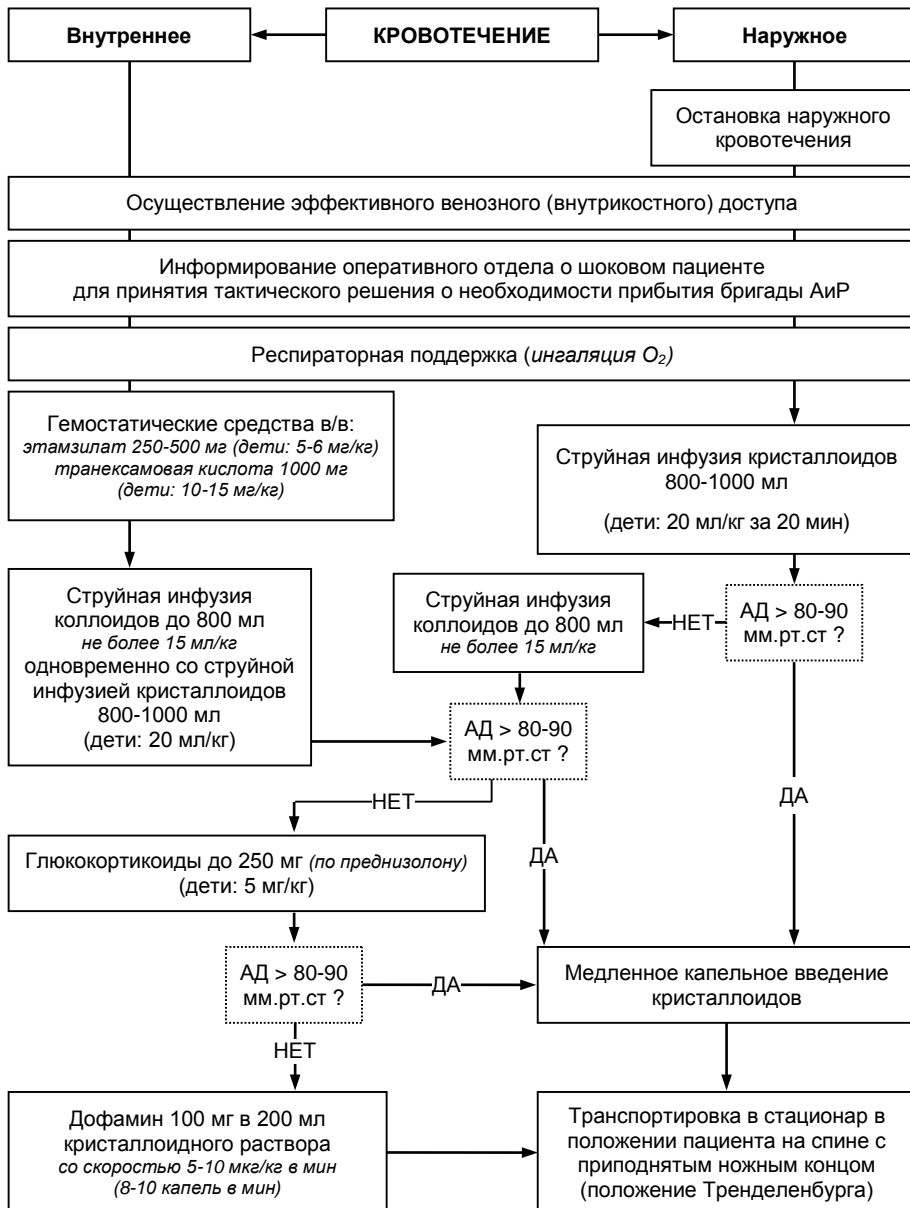 Внутреннее
КРОВОТЕЧЕНИЕ
Наружное
Остановка наружного
кровотечения
Осуществление эффективного венозного (внутрикостного) доступа
Информирование оперативного отдела о шоковом пациенте
для принятия тактического решения о необходимости прибытия бригады АиР
Респираторная поддержка (ингаляция O₂)
Гемостатические средства в/в:
этамзилат 250-500 мг (дети: 5-6 мг/кг)
транексамовая кислота 1000 мг
(дети: 10-15 мг/кг)
Струйная инфузия кристаллоидов
800-1000 мл
(дети: 20 мл/кг за 20 мин)
Струйная инфузия
коллоидов до 800 мл
не более 15 мл/кг
одновременно со струйной
инфузией кристаллоидов
800-1000 мл
(дети: 20 мл/кг)
Струйная инфузия
коллоидов до 800 мл
не более 15 мл/кг
НЕТ
АД > 80-90
мм.рт.ст ?
АД > 80-90
мм.рт.ст ?
НЕТ
ДА
ДА
Глюкокортикоиды до 250 мг (по преднизолону)
(дети: 5 мг/кг)
АД > 80-90
мм.рт.ст ?
ДА
Медленное капельное введение
кристаллоидов
НЕТ
Дофамин 100 мг в 200 мл
кристаллоидного раствора
со скоростью 5-10 мкг/кг в мин
(8-10 капель в мин)
Транспортировка в стационар в
положении пациента на спине с
приподнятым ножным концом
(положение Тренделенбурга)